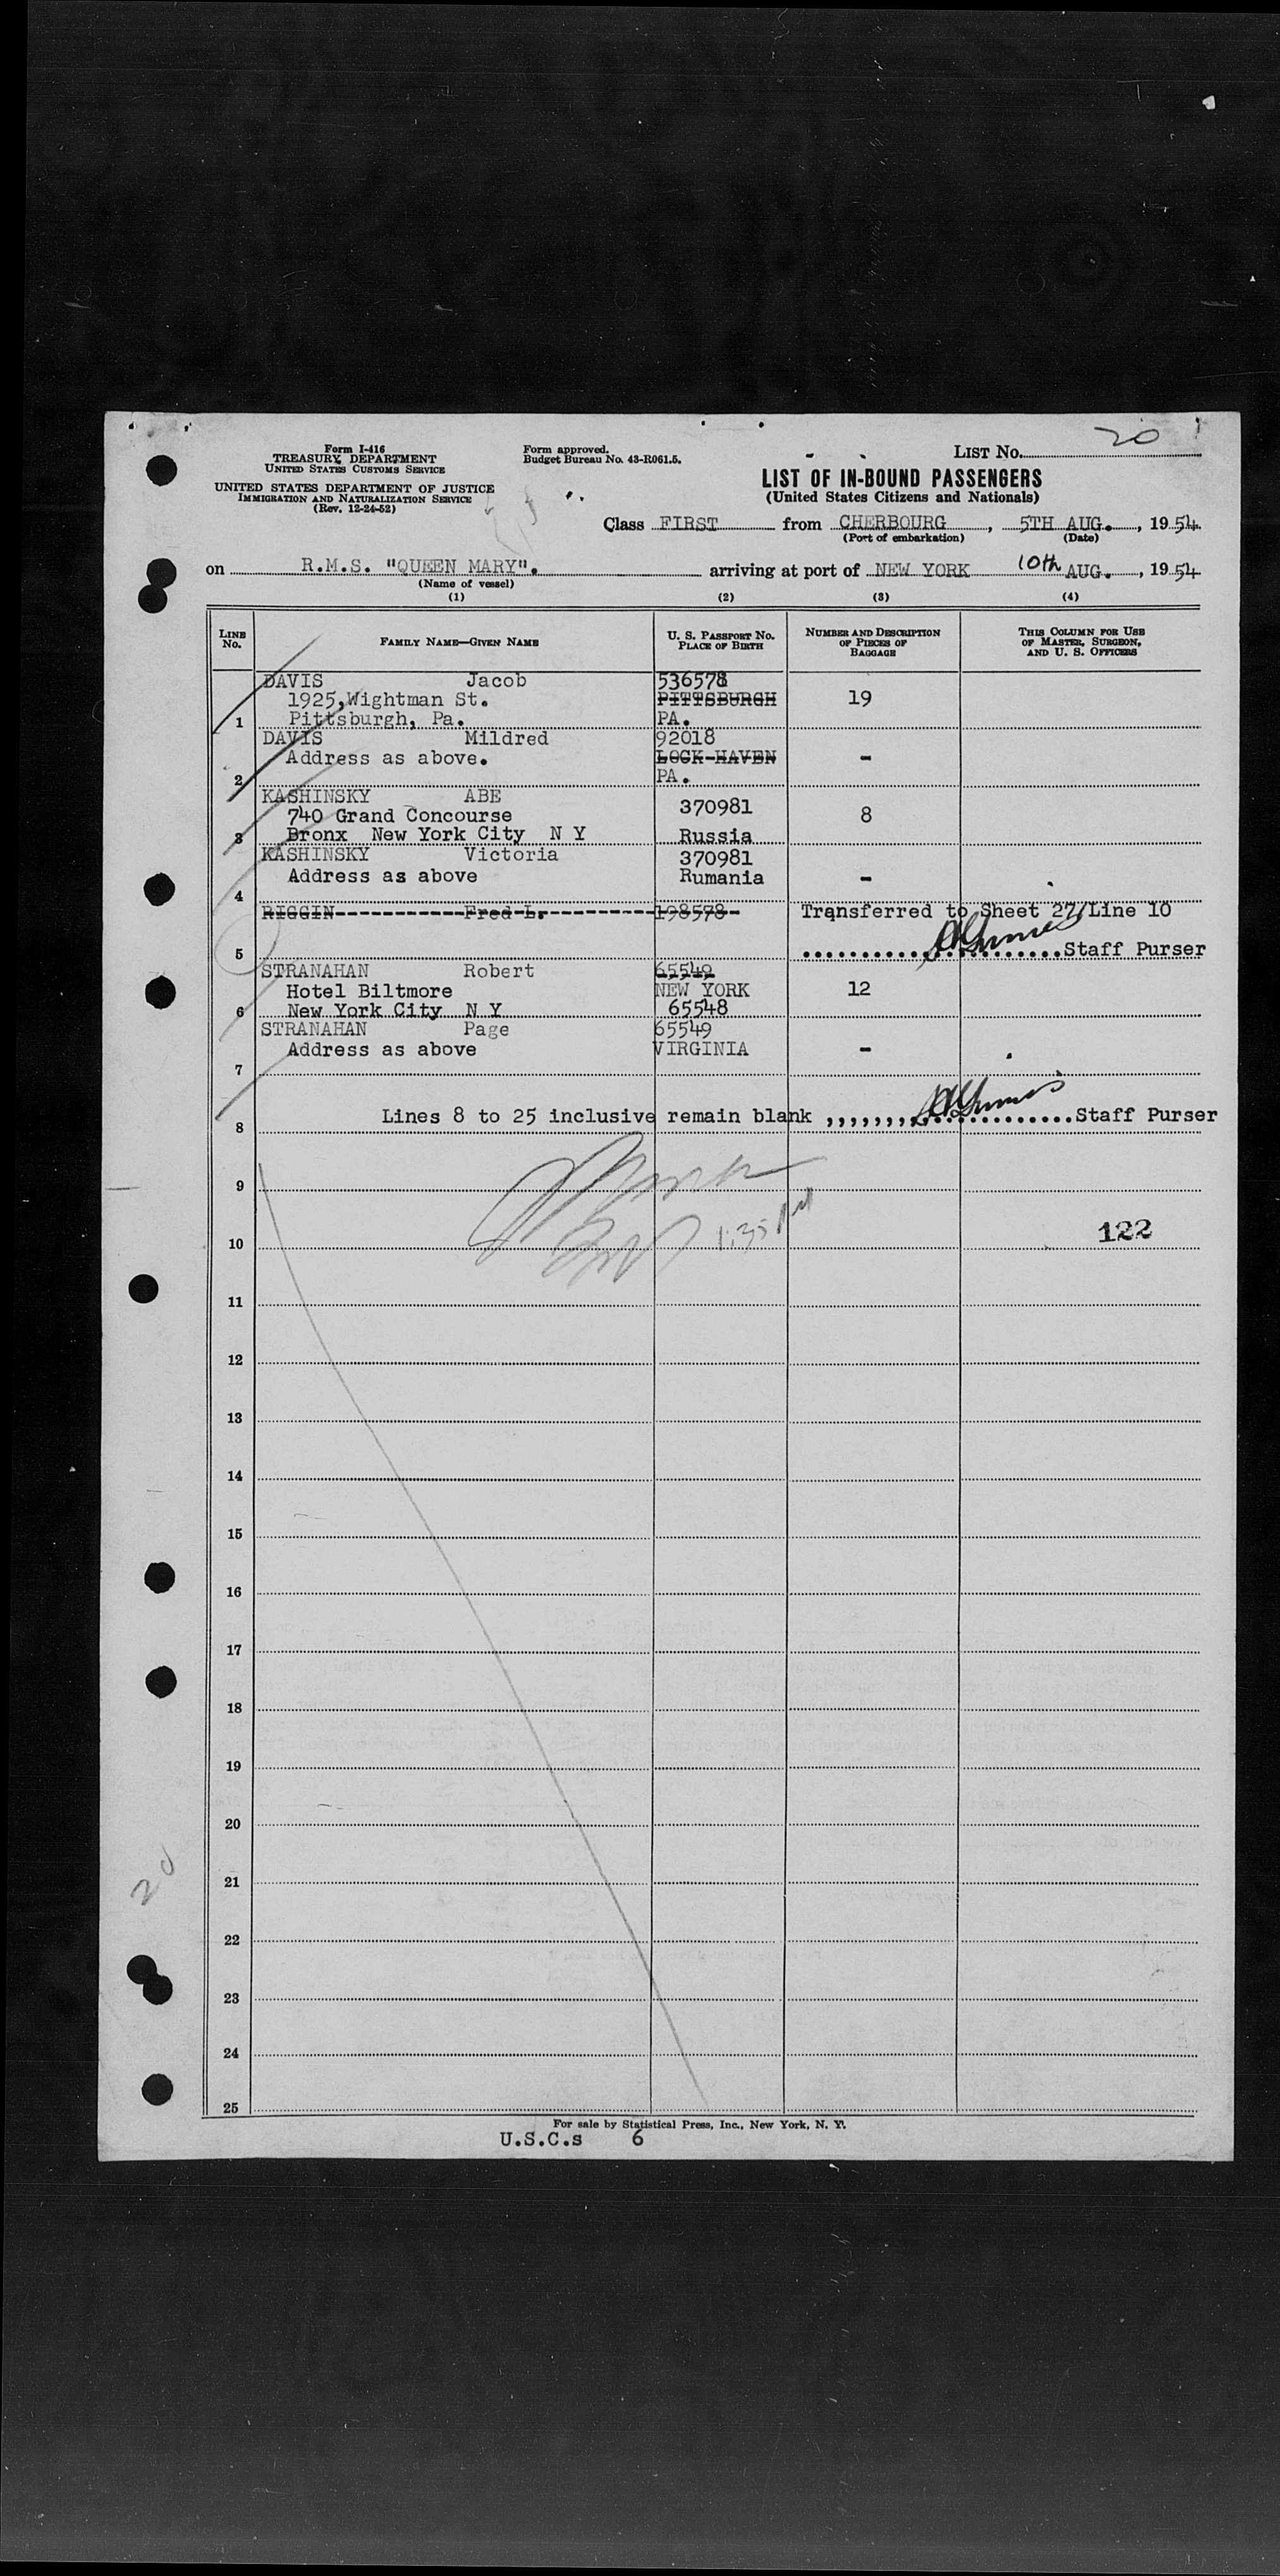 20
Form I-416
TREASURY DEPARTMENT
UNITED STATES CUSTOMS SERVICE
UNITED STATES DEPARTMENT OF JUSTICE
IMMIGRATION AND NATURALIZATION SERVICE
(Rev. 12-24-52)
Form approved.
Budget Bureau No. 43-R061.5.
LIST No.
LIST OF IN-BOUND PASSENGERS
(United States Citizens and Nationals)
Class FIRST from CHERBOURG, 5TH AUG., 1954
(Port of embarkation) (Date)
on R.M.S. "QUEEN MARY". arriving at port of NEW YORK 10th AUG., 1954
(Name of vessel)
(1) (2) (3) (4)
LINE No. FAMILY NAME—GIVEN NAME U. S. PASSPORT NO. PLACE OF BIRTH NUMBER AND DESCRIPTION OF PIECES OF BAGGAGE THIS COLUMN FOR USE OF MASTER, SURGEON, AND U. S. OFFICERS
DAVIS Jacob 536578
1925,Wightman St. PITTSBURGH 19
1 Pittsburgh, Pa. PA.
DAVIS Mildred 92018
Address as above. LOCK-HAVEN -
2 PA.
KASHINSKY ABE 370981
740 Grand Concourse 8
3 Bronx New York City N Y Russia
KASHINSKY Victoria 370981
Address as above Rumania -
4
RIGGIN------------Fred L.----------198578- Transferred to Sheet 27/Line 10
5 Staff Purser
STRANAHAN Robert 65549
Hotel Biltmore NEW YORK 12
6 New York City N Y 65548
STRANAHAN Page 65549
Address as above VIRGINIA -
7
Lines 8 to 25 inclusive remain blank ,,,,,,,, Staff Purser
8
9
1:35 PM
122
10
11
12
13
14
15
16
17
18
19
20
20
21
22
23
24
25
For sale by Statistical Press, Inc., New York, N. Y.
U.S.C.s 6